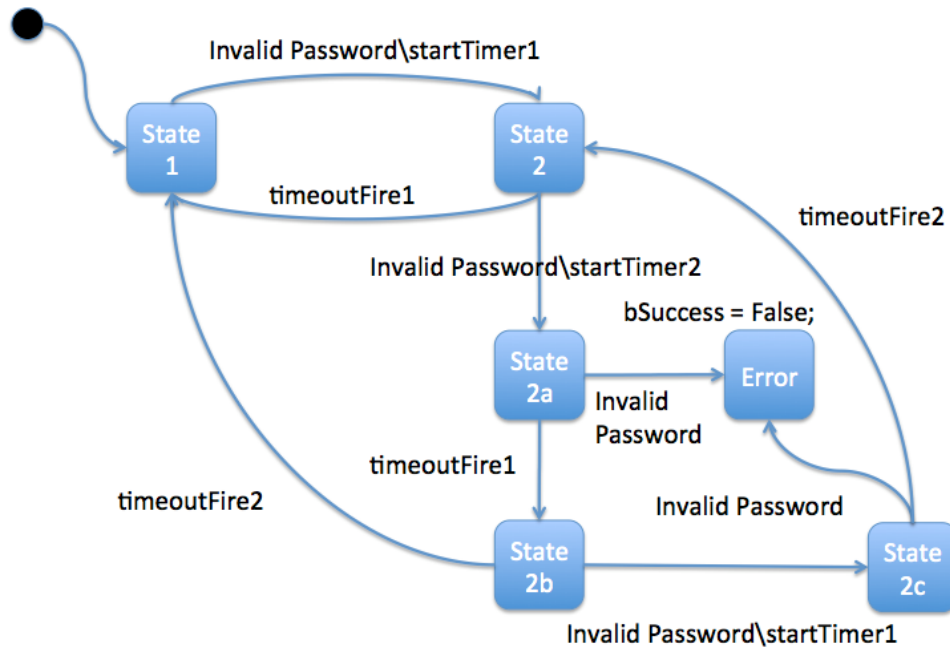 Invalid Password\startTimer1
State
1
State
2
timeoutFire1
timeoutFire2
Invalid Password\startTimer2
bSuccess = False;
State
2a
Error
Invalid
Password
timeoutFire1
timeoutFire2
Invalid Password
State
2b
State
2c
Invalid Password\startTimer1